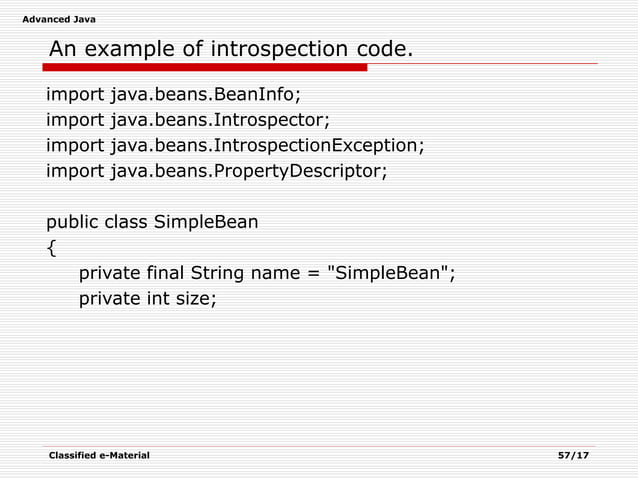 Advanced Java
An example of introspection code.
import java.beans.BeanInfo;
import java.beans.Introspector;
import java.beans.IntrospectionException;
import java.beans.PropertyDescriptor;
public class SimpleBean
{
private final String name = "SimpleBean";
private int size;
Classified e-Material
57/17